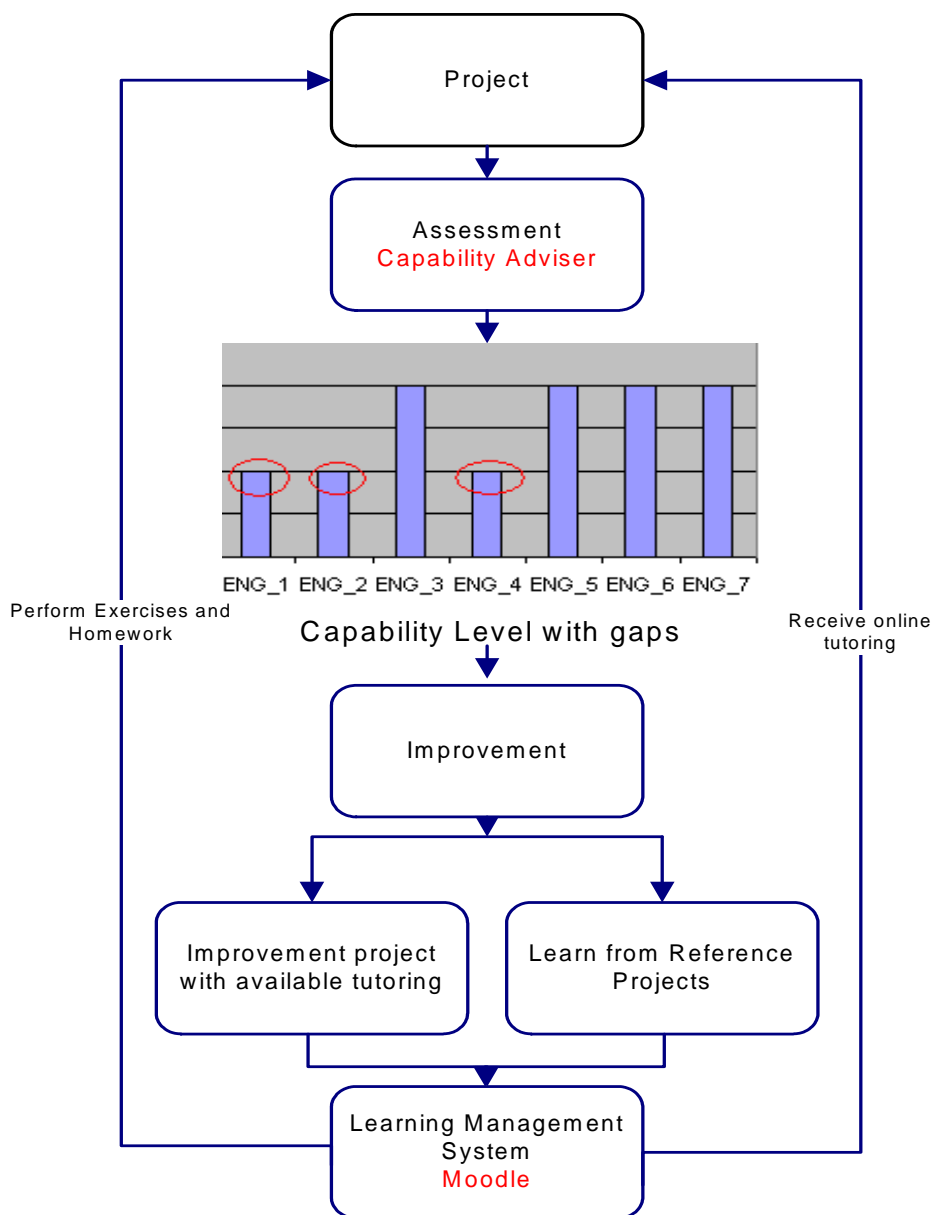 Project
Assessment
Capability Adviser
ENG_1 ENG_2 ENG_3 ENG_4 ENG_5 ENG_6 ENG_7
Capability Level with gaps
Perform Exercises and
Homework
Receive online
tutoring
Improvement
Improvement project
with available tutoring
Learn from Reference
Projects
Learning Management
System
Moodle